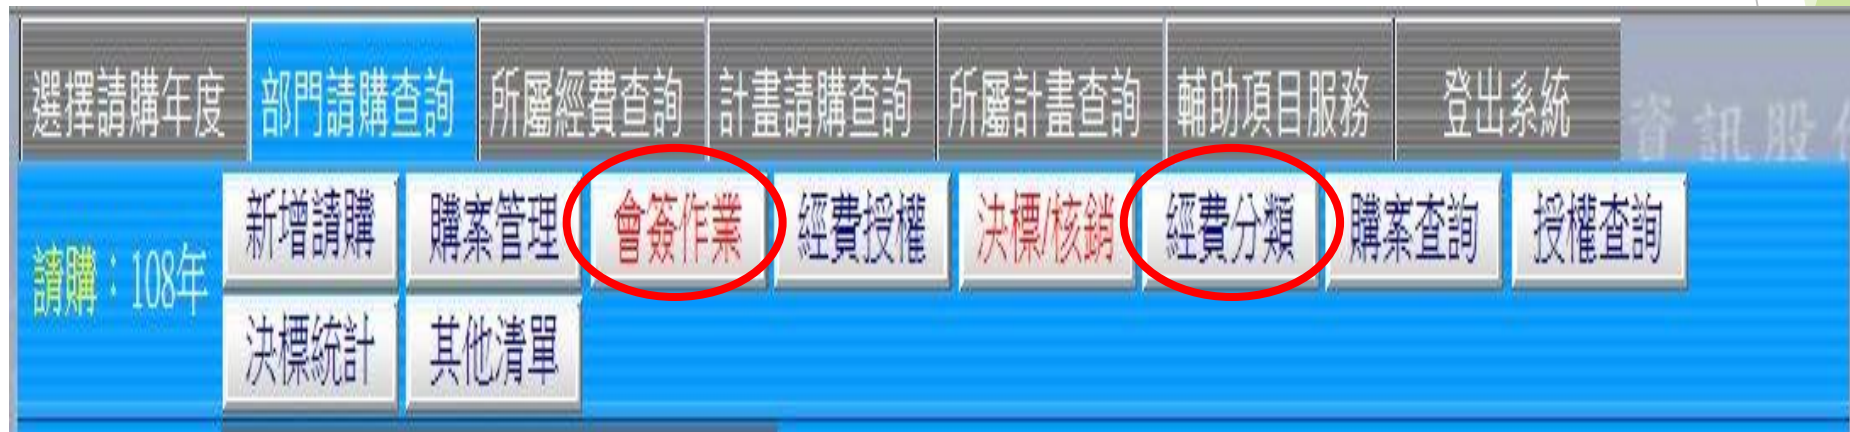 選擇請購年度 部門請購查詢 所屬經費查詢 計畫請購查詢 所屬計畫查詢 輔助項目服務 登出系統 資訊股
請購：108年 新增請購 購案管理 會簽作業 經費授權 決標/核銷 經費分類 購案查詢 授權查詢
決標統計 其他清單